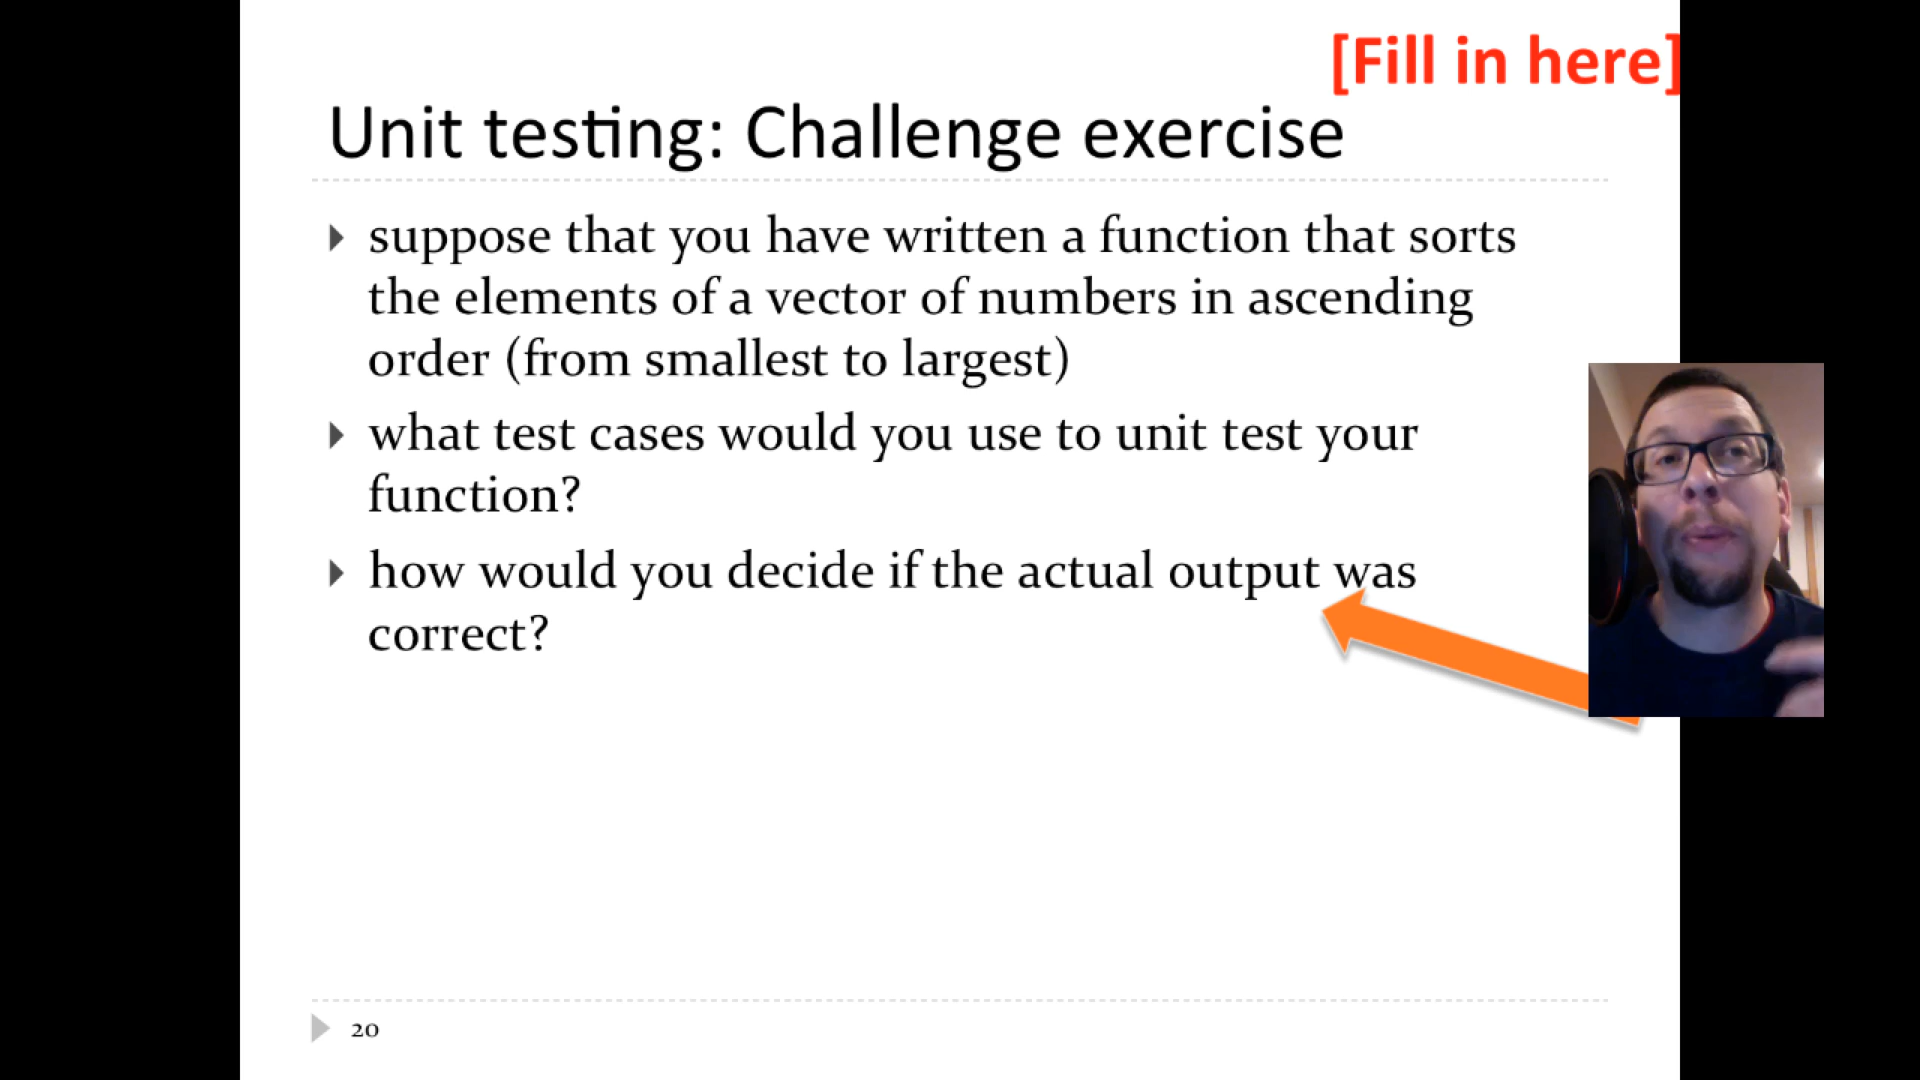 [Fill in here]
Unit testing: Challenge exercise
suppose that you have written a function that sorts
the elements of a vector of numbers in ascending
order (from smallest to largest)
what test cases would you use to unit test your
function?
how would you decide if the actual output was
correct?
20